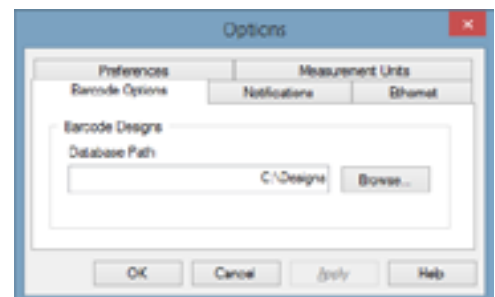 Options
Preferences Measurement Units
Barcode Options Notifications Ethernet
Barcode Designs
Database Path
C:\Designs Browse...
OK Cancel Apply Help